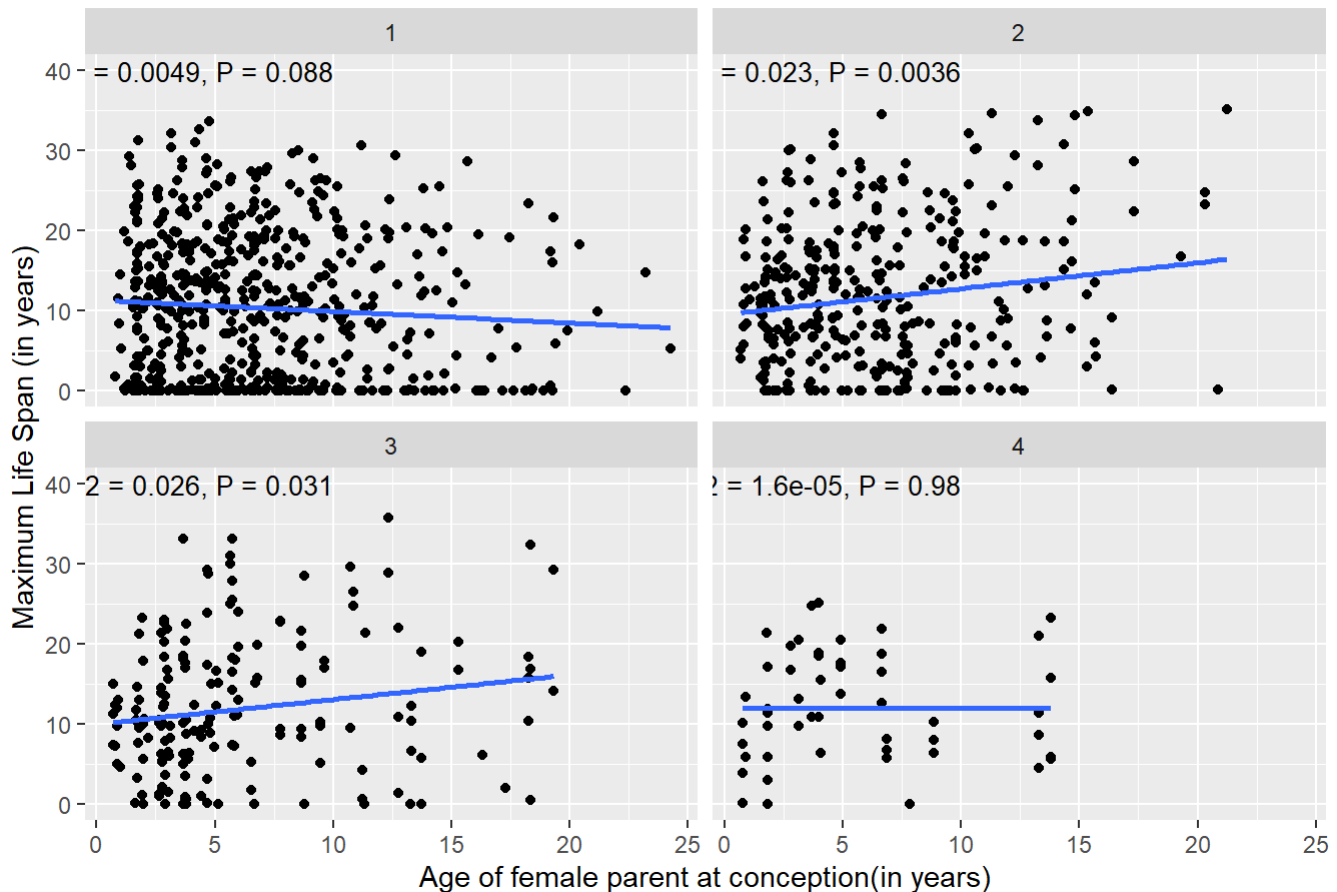 1
2
= 0.0049, P = 0.088
= 0.023, P = 0.0036
40
30
20
10
0
3
4
2 = 0.026, P = 0.031
2 = 1.6e-05, P = 0.98
40
30
20
10
0
0 5 10 15 20 25
0 5 10 15 20 25
Maximum Life Span (in years)
Age of female parent at conception(in years)